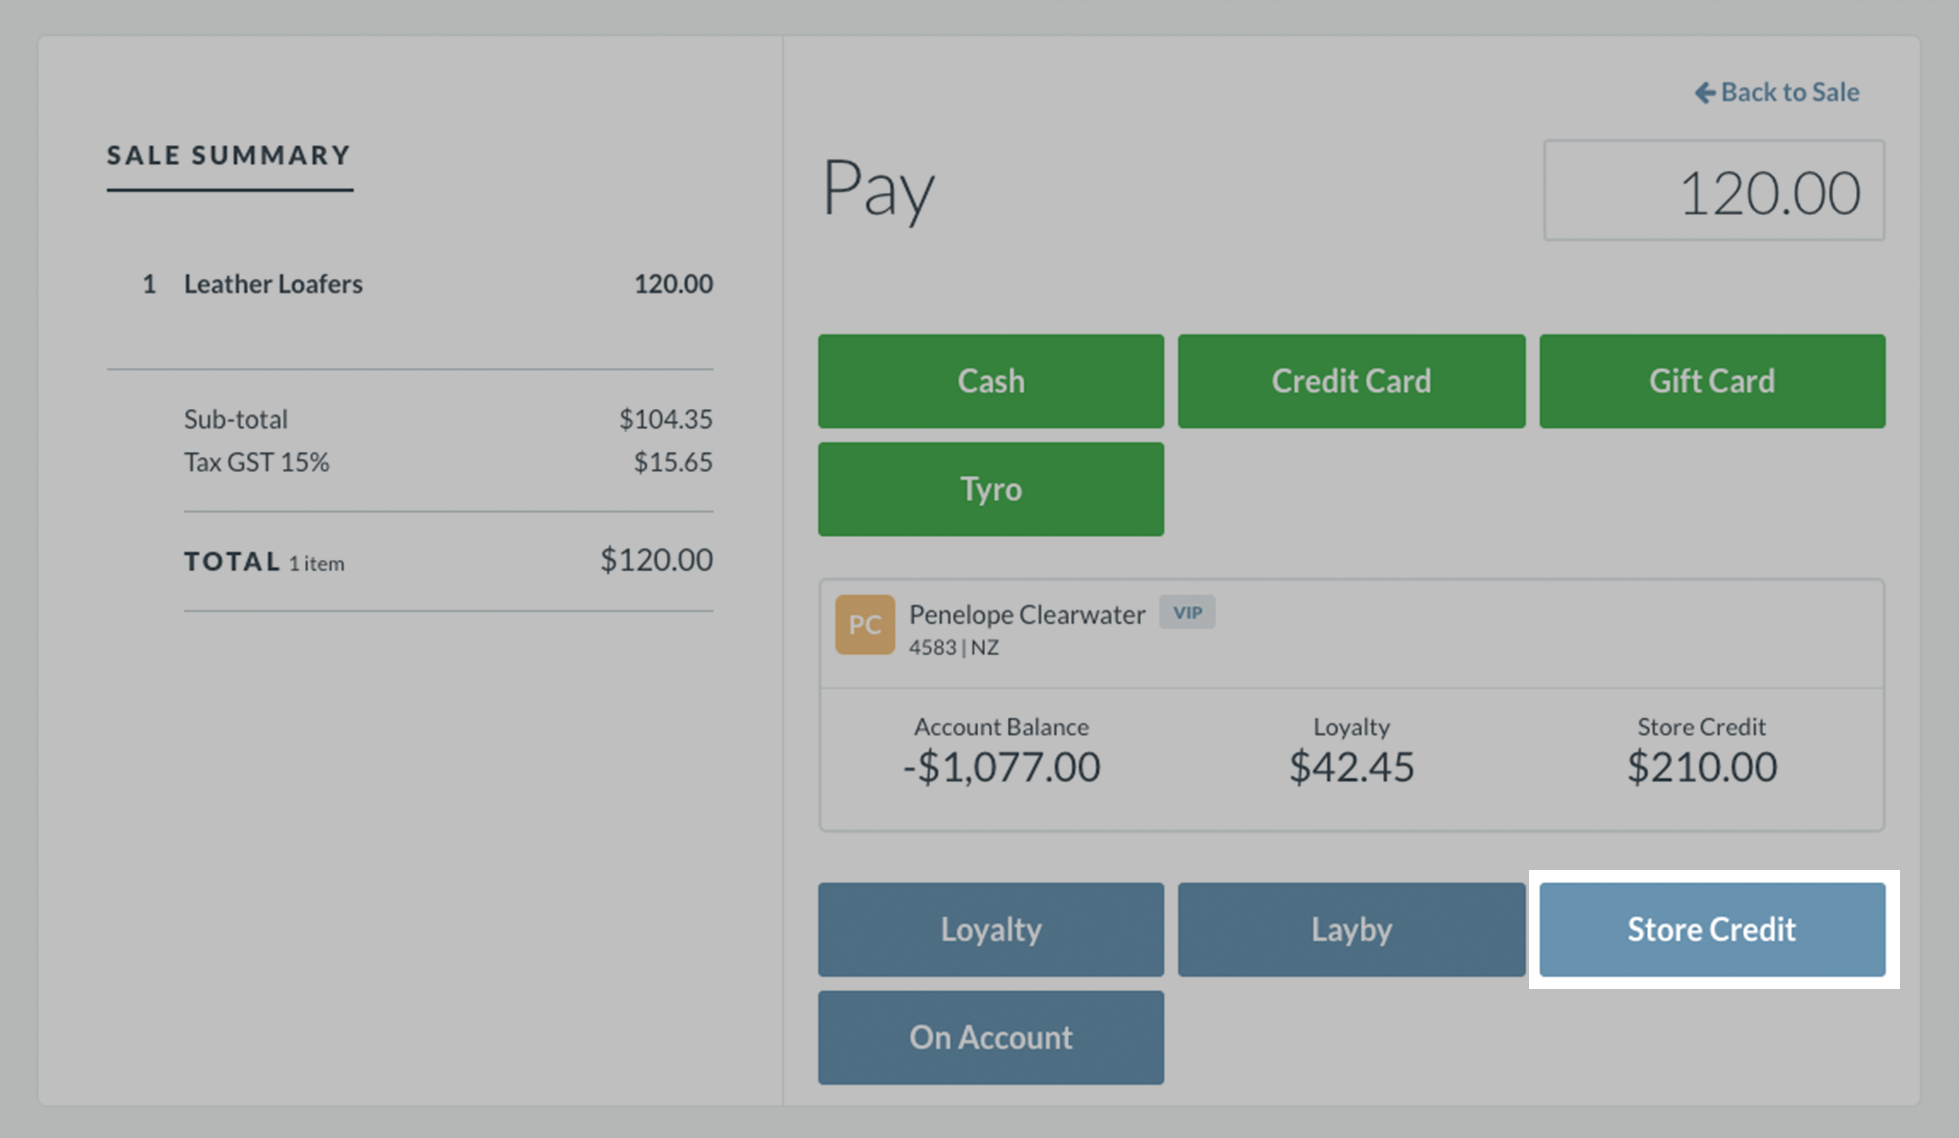 SALE SUMMARY
1 Leather Loafers 120.00
Sub-total $104.35
Tax GST 15% $15.65
TOTAL 1 item $120.00
Back to Sale
Pay 120.00
Cash Credit Card Gift Card
Tyro
PC Penelope Clearwater VIP
4583 | NZ
Account Balance Loyalty Store Credit
-$1,077.00 $42.45 $210.00
Loyalty Layby Store Credit
On Account